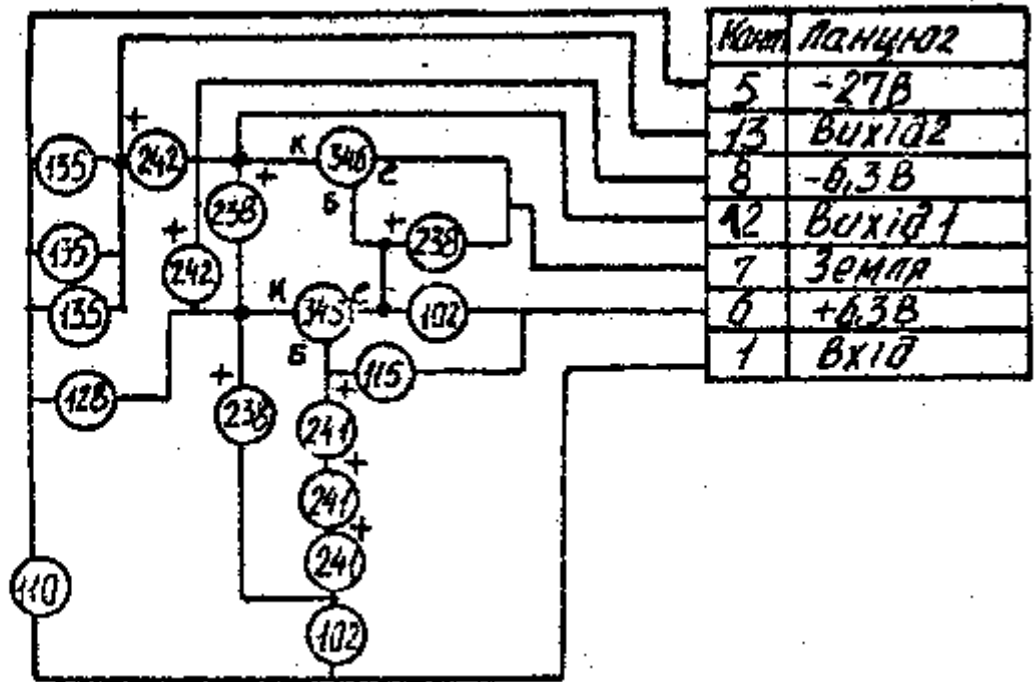 Конт Ланцюг
5 -27В
13 Вихід2
8 -6,3В
12 Вихід1
7 Земля
6 +6,3В
1 Вхід
135 + 242 К 346 Е
+ 238 Б
135 + 242 + 238
135 К 345 Е 102
Б 115
128 + 238 +
241
+
241
+
241
110
102